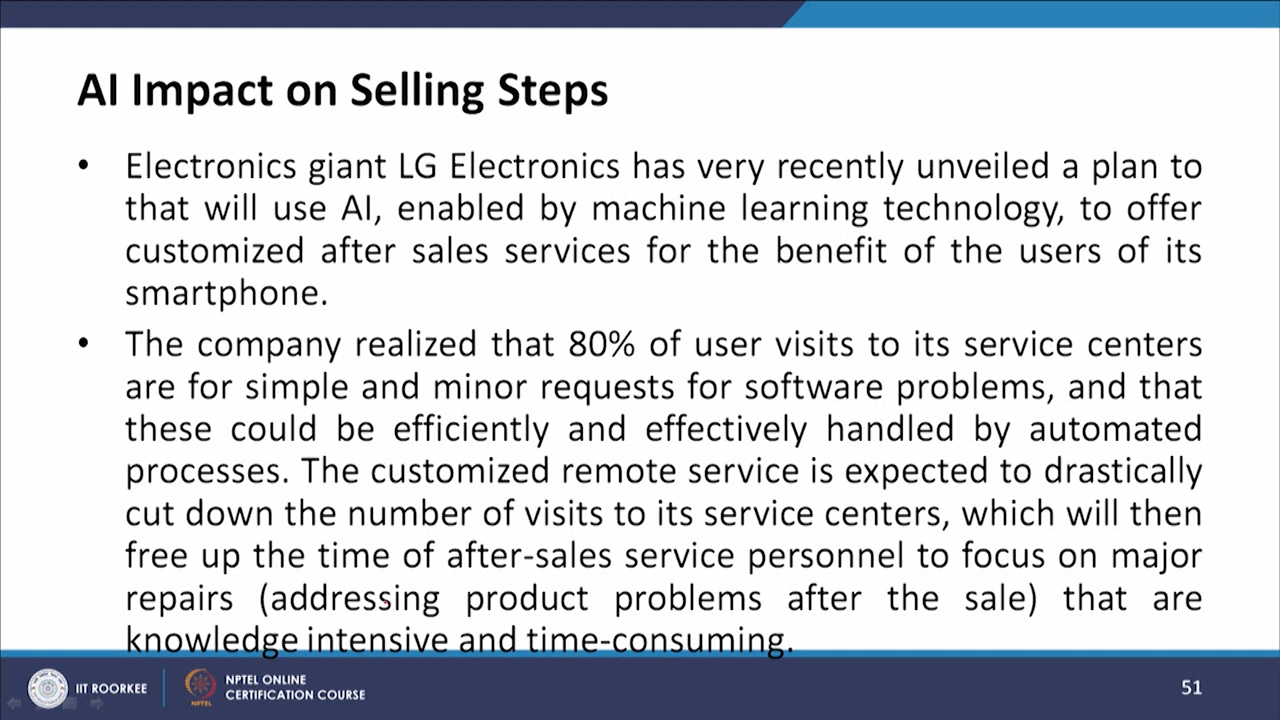 AI Impact on Selling Steps
• Electronics giant LG Electronics has very recently unveiled a plan to
that will use AI, enabled by machine learning technology, to offer
customized after sales services for the benefit of the users of its
smartphone.
• The company realized that 80% of user visits to its service centers
are for simple and minor requests for software problems, and that
these could be efficiently and effectively handled by automated
processes. The customized remote service is expected to drastically
cut down the number of visits to its service centers, which will then
free up the time of after-sales service personnel to focus on major
repairs (addressing product problems after the sale) that are
knowledge intensive and time-consuming.
IIT ROORKEE
NPTEL
NPTEL ONLINE
CERTIFICATION COURSE
51